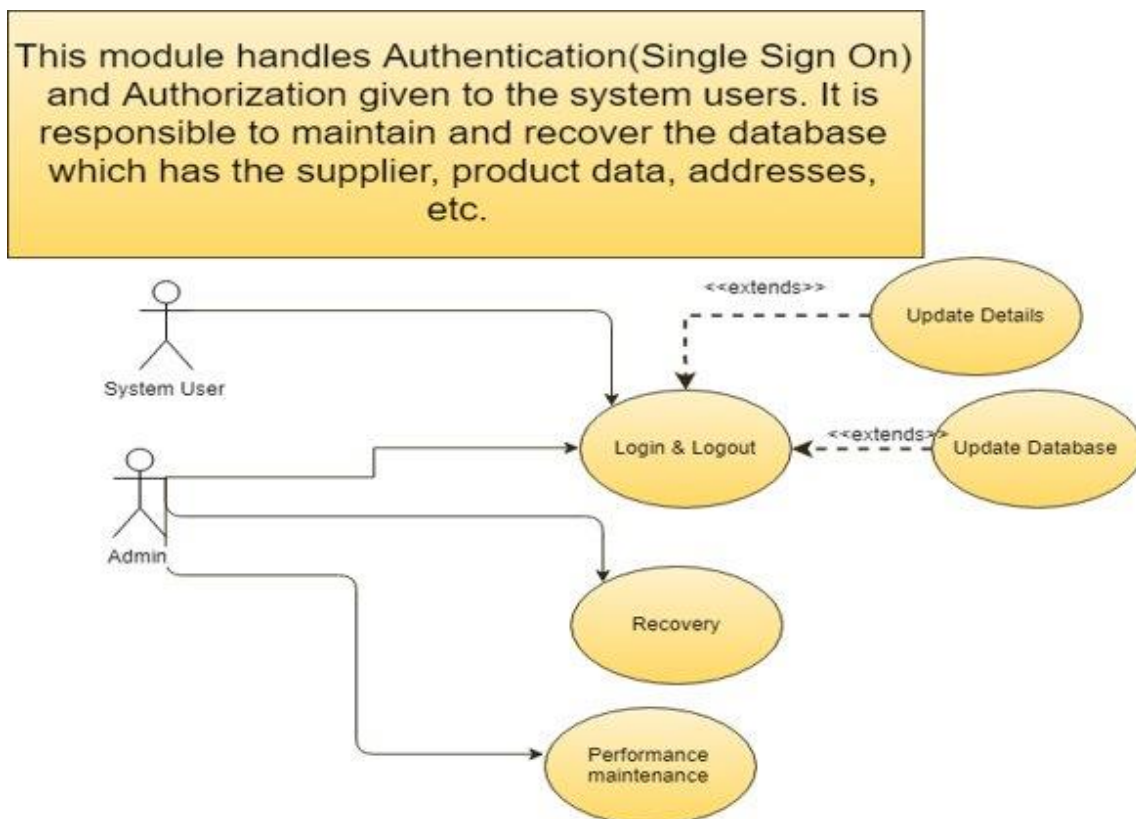 This module handles Authentication(Single Sign On)
and Authorization given to the system users. It is
responsible to maintain and recover the database
which has the supplier, product data, addresses,
etc.
<<extends>>
Update Details
System User
Login & Logout
<<extends>>
Update Database
Admin
Recovery
Performance
maintenance